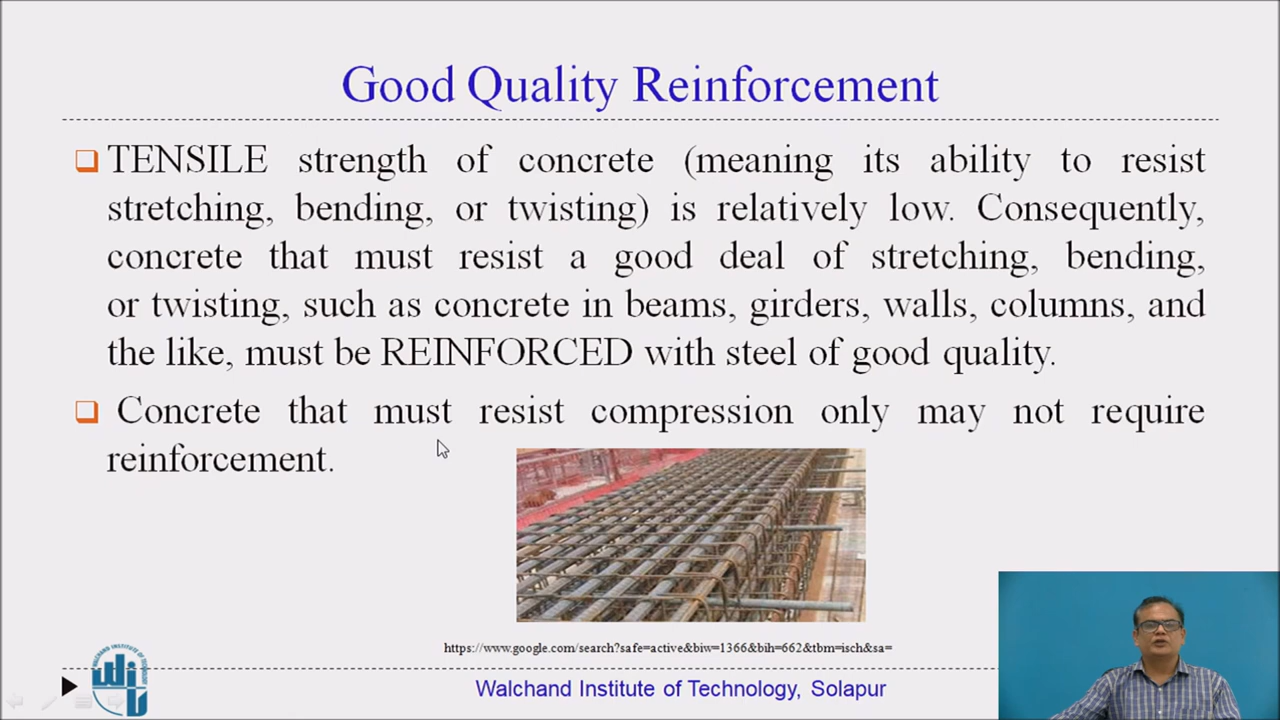 Good Quality Reinforcement
TENSILE strength of concrete (meaning its ability to resist
stretching, bending, or twisting) is relatively low. Consequently,
concrete that must resist a good deal of stretching, bending,
or twisting, such as concrete in beams, girders, walls, columns, and
the like, must be REINFORCED with steel of good quality.
Concrete that must resist compression only may not require
reinforcement.
https://www.google.com/search?safe=active&biw=1366&bih=662&tbm=isch&sa=
WALCHAND INSTITUTE OF TECHNOLOGY
Walchand Institute of Technology, Solapur